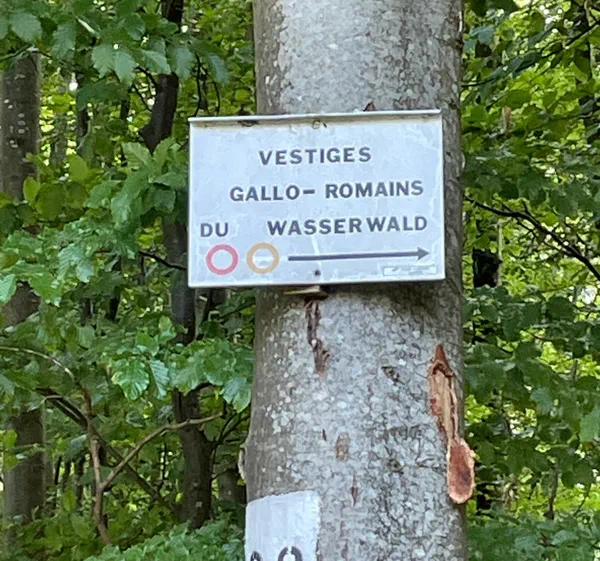 VESTIGES
GALLO-ROMAINS
DU WASSERWALD